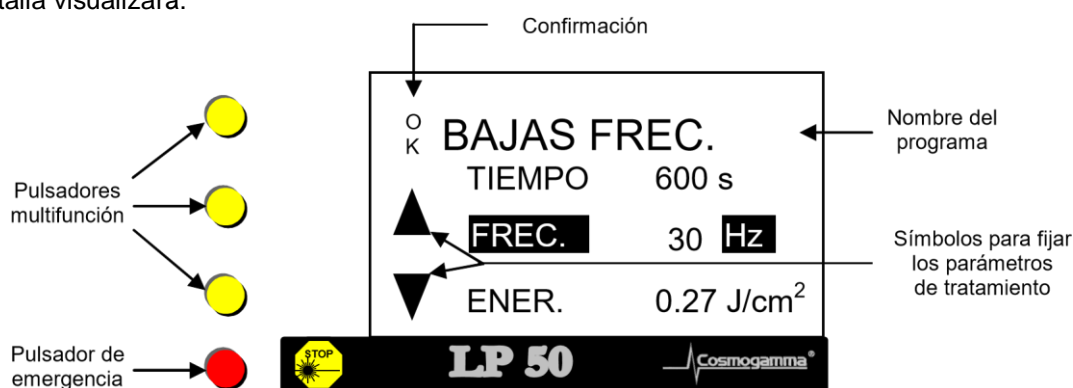 talla visualizará:
Confirmación
O
K
BAJAS FREC.
TIEMPO 600 s
FREC. 30 Hz
ENER. 0.27 J/cm²
Nombre del
programa
Pulsadores
multifunción
Símbolos para fijar
los parámetros
de tratamiento
Pulsador de
emergencia
STOP
LP 50
Cosmogamma®